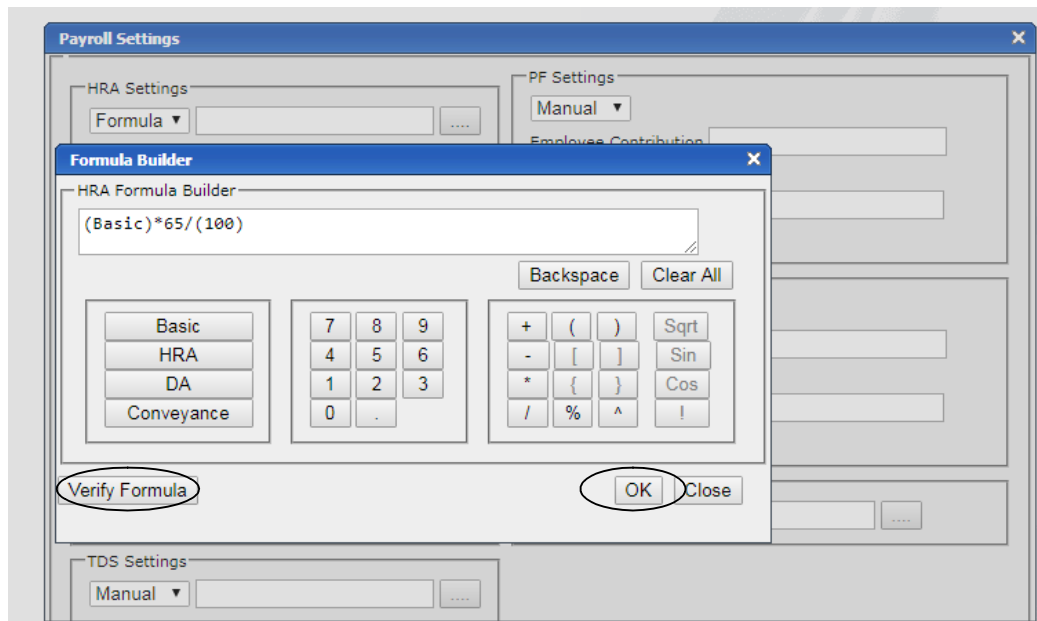 Payroll Settings ×
HRA Settings
Formula ▼ ....
PF Settings
Manual ▼
Employee Contribution
Formula Builder ×
HRA Formula Builder
(Basic)*65/(100)
Backspace Clear All
Basic 7 8 9 + ( ) Sqrt
HRA 4 5 6 - [ ] Sin
DA 1 2 3 * { } Cos
Conveyance 0 . / % ^ !
Verify Formula OK Close
....
TDS Settings
Manual ▼ ....